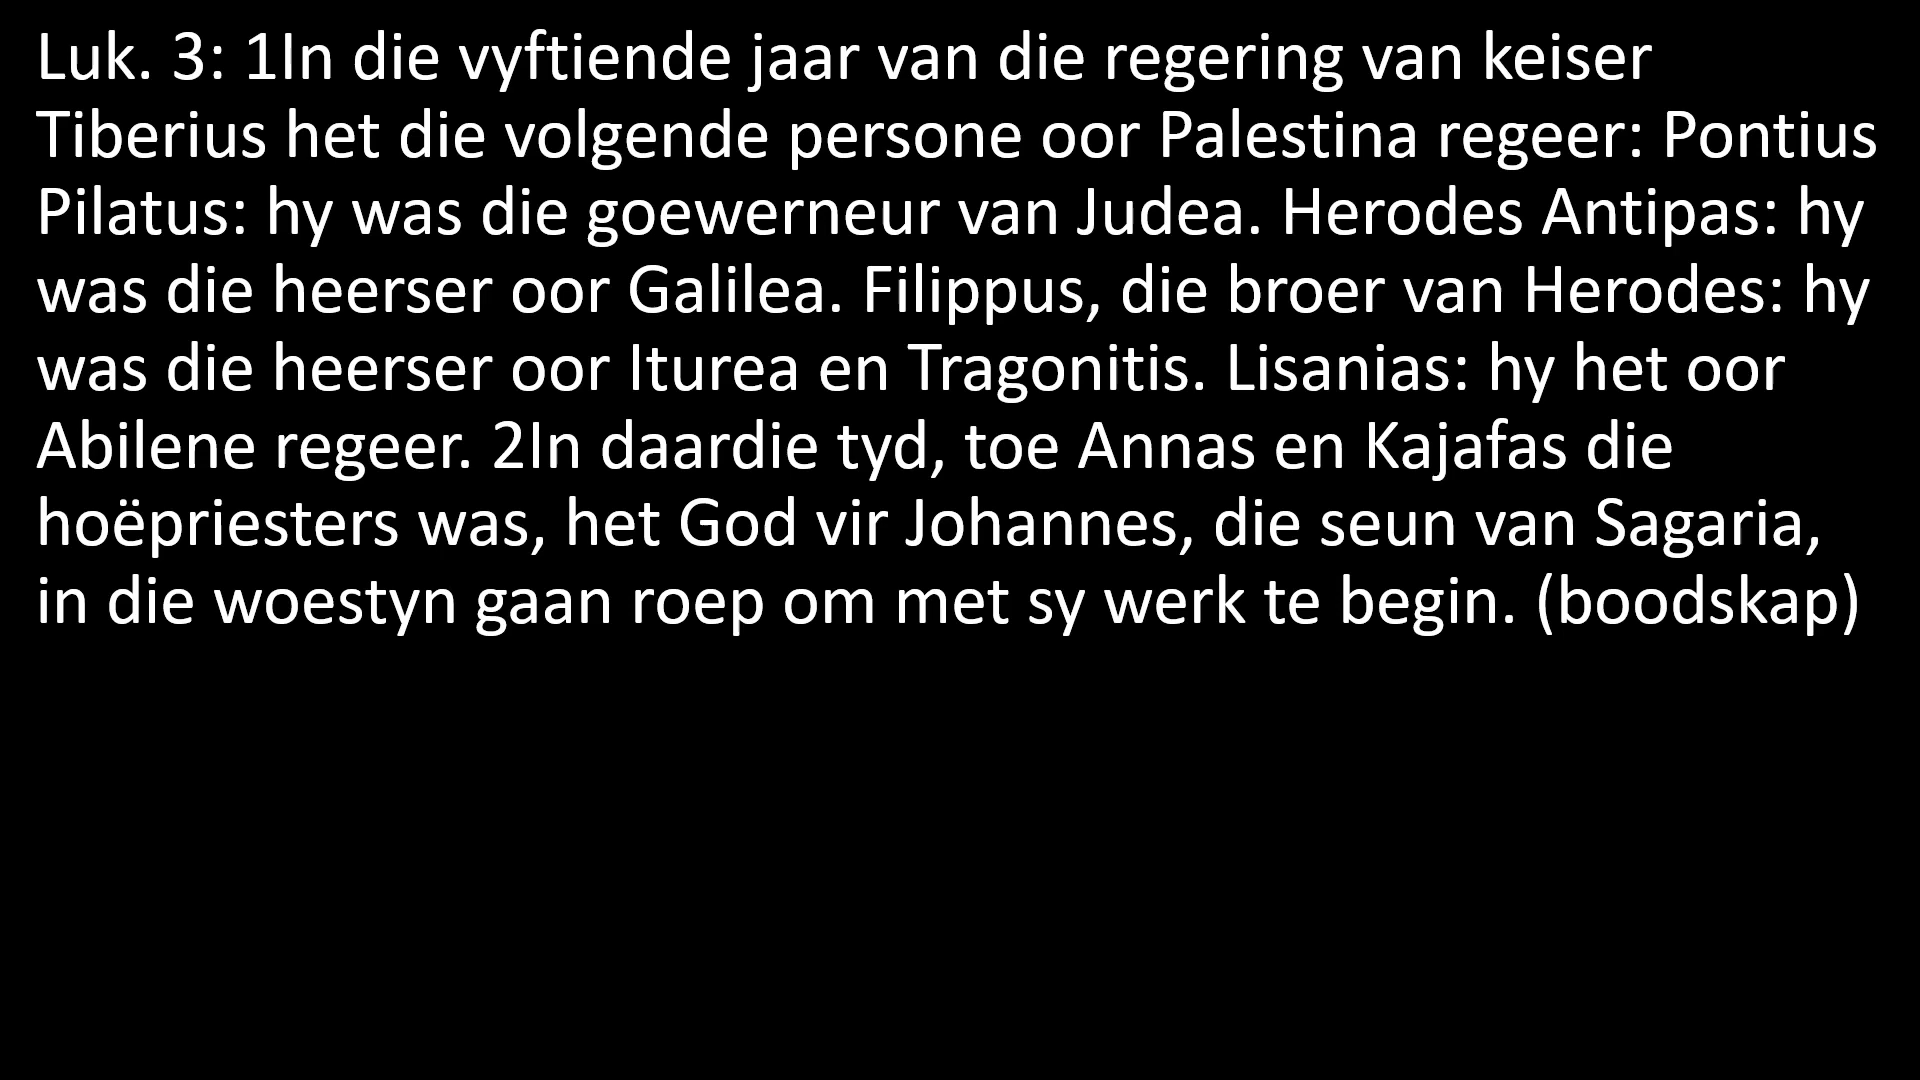 Luk. 3: 1In die vyftiende jaar van die regering van keiser
Tiberius het die volgende persone oor Palestina regeer: Pontius
Pilatus: hy was die goewerneur van Judea. Herodes Antipas: hy
was die heerser oor Galilea. Filippus, die broer van Herodes: hy
was die heerser oor Iturea en Tragonitis. Lisanias: hy het oor
Abilene regeer. 2In daardie tyd, toe Annas en Kajafas die
hoëpriesters was, het God vir Johannes, die seun van Sagaria,
in die woestyn gaan roep om met sy werk te begin. (boodskap)